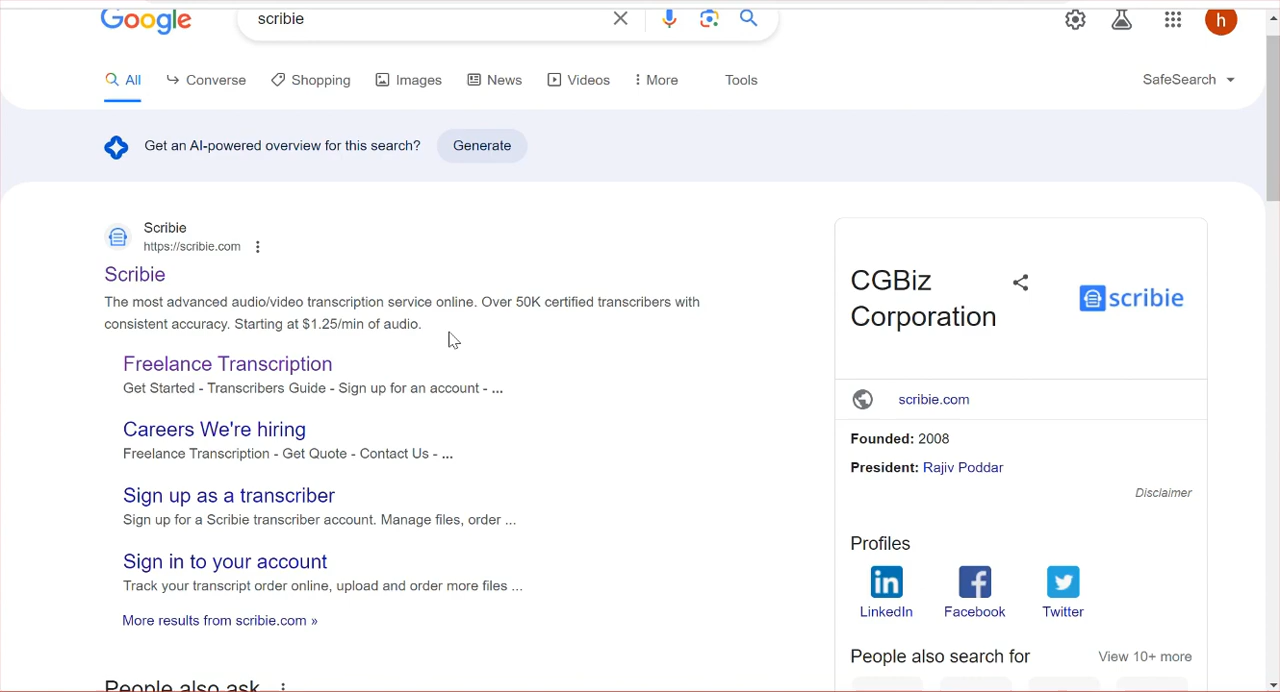 Google
scribie
h
All
Converse
Shopping
Images
News
Videos
More
Tools
SafeSearch
Get an AI-powered overview for this search?
Generate
Scribie
https://scribie.com
Scribie
The most advanced audio/video transcription service online. Over 50K certified transcribers with
consistent accuracy. Starting at $1.25/min of audio.
Freelance Transcription
Get Started - Transcribers Guide - Sign up for an account - ...
Careers We're hiring
Freelance Transcription - Get Quote - Contact Us - ...
Sign up as a transcriber
Sign up for a Scribie transcriber account. Manage files, order ...
Sign in to your account
Track your transcript order online, upload and order more files ...
More results from scribie.com »
People also ask
CGBiz
Corporation
scribie
scribie.com
Founded: 2008
President: Rajiv Poddar
Disclaimer
Profiles
LinkedIn
Facebook
Twitter
People also search for
View 10+ more